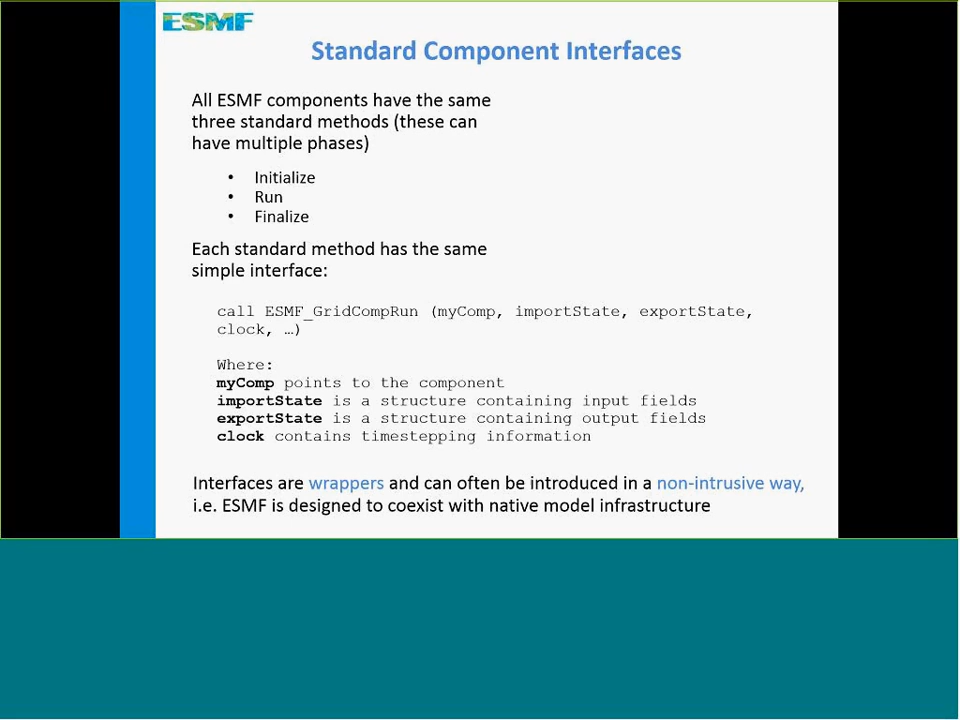 ESMF
Standard Component Interfaces
All ESMF components have the same
three standard methods (these can
have multiple phases)
• Initialize
• Run
• Finalize
Each standard method has the same
simple interface:
call ESMF_GridCompRun (myComp, importState, exportState,
clock, …)
Where:
myComp points to the component
importState is a structure containing input fields
exportState is a structure containing output fields
clock contains timestepping information
Interfaces are wrappers and can often be introduced in a non-intrusive way,
i.e. ESMF is designed to coexist with native model infrastructure